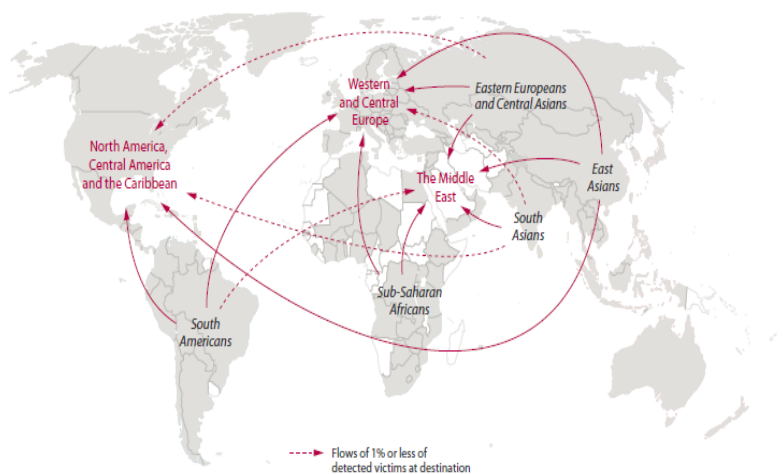 Western
and Central
Europe
Eastern Europeans
and Central Asians
North America,
Central America
and the Caribbean
The Middle
East
East
Asians
South
Asians
Sub-Saharan
Africans
South
Americans
Flows of 1% or less of
detected victims at destination